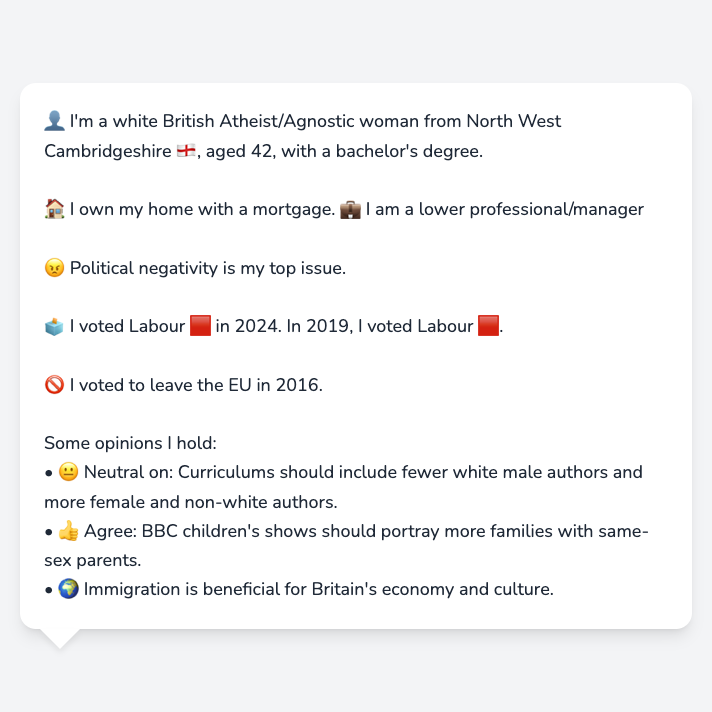 👤 I'm a white British Atheist/Agnostic woman from North West
Cambridgeshire 🏴󠁧󠁢󠁥󠁮󠁧󠁿, aged 42, with a bachelor's degree.
🏠 I own my home with a mortgage. 💼 I am a lower professional/manager
😠 Political negativity is my top issue.
🗳️ I voted Labour 🟥 in 2024. In 2019, I voted Labour 🟥.
🚫 I voted to leave the EU in 2016.
Some opinions I hold:
• 😐 Neutral on: Curriculums should include fewer white male authors and
more female and non-white authors.
• 👍 Agree: BBC children's shows should portray more families with same-
sex parents.
• 🌍 Immigration is beneficial for Britain's economy and culture.